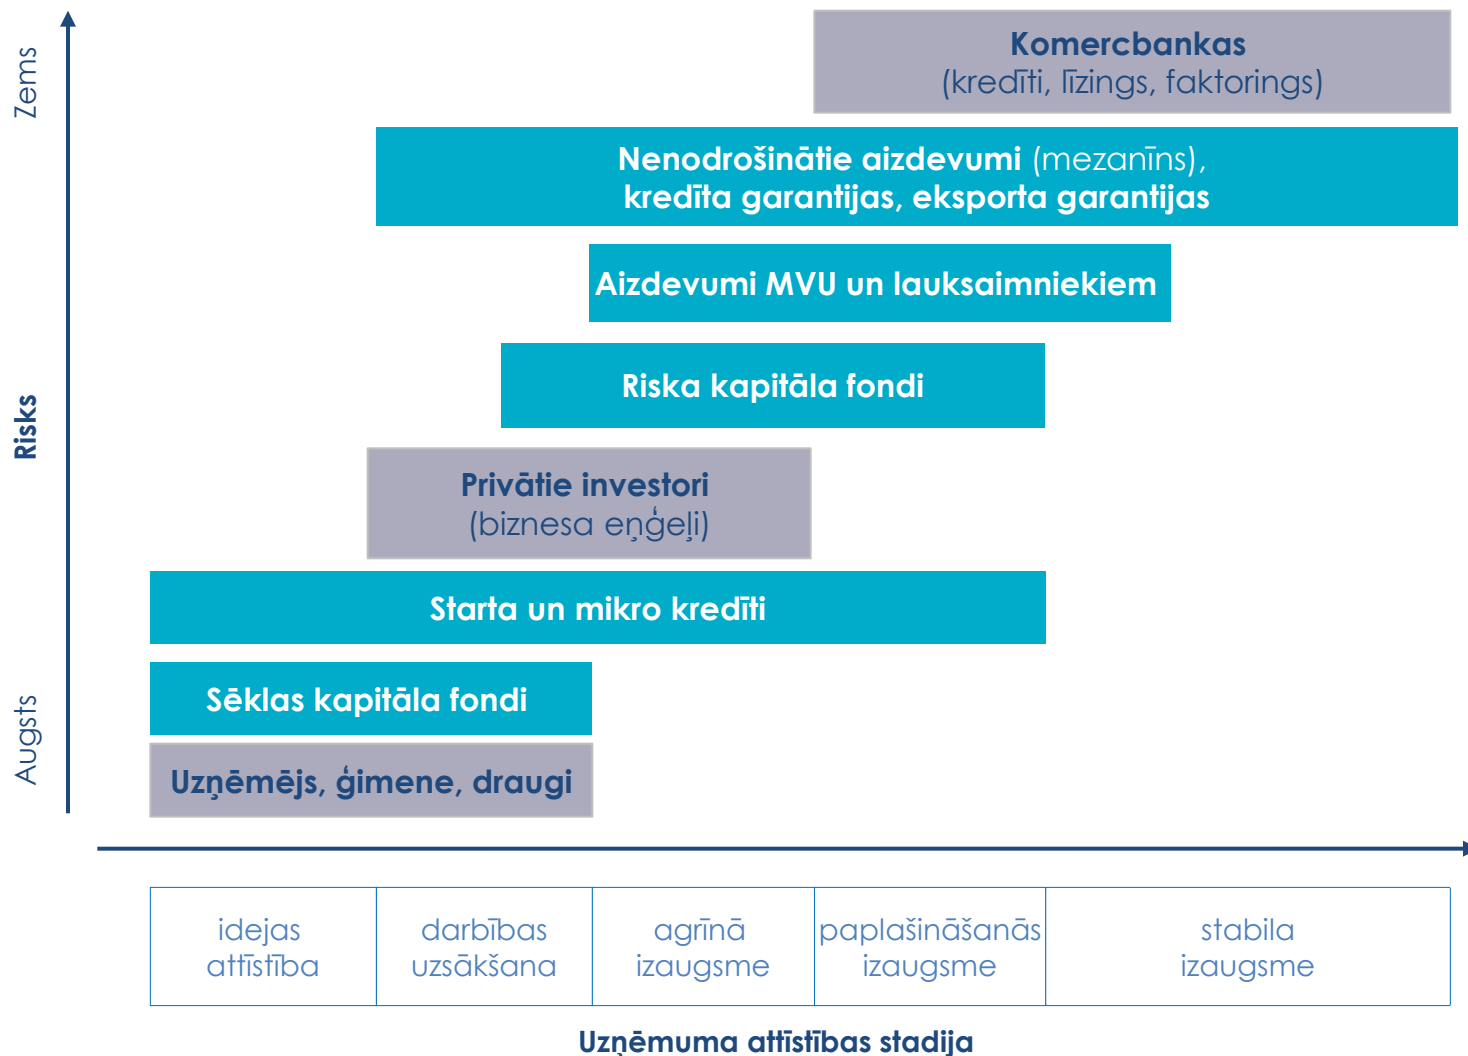 Zems
Komercbankas
(kredīti, līzings, faktorings)
Nenodrošinātie aizdevumi (mezanīns),
kredīta garantijas, eksporta garantijas
Aizdevumi MVU un lauksaimniekiem
Riska kapitāla fondi
Risks
Privātie investori
(biznesa eņģeļi)
Starta un mikro kredīti
Sēklas kapitāla fondi
Augsts
Uzņēmējs, ģimene, draugi
idejas
attīstība
darbības
uzsākšana
agrīnā
izaugsme
paplašināšanās
izaugsme
stabila
izaugsme
Uzņēmuma attīstības stadija